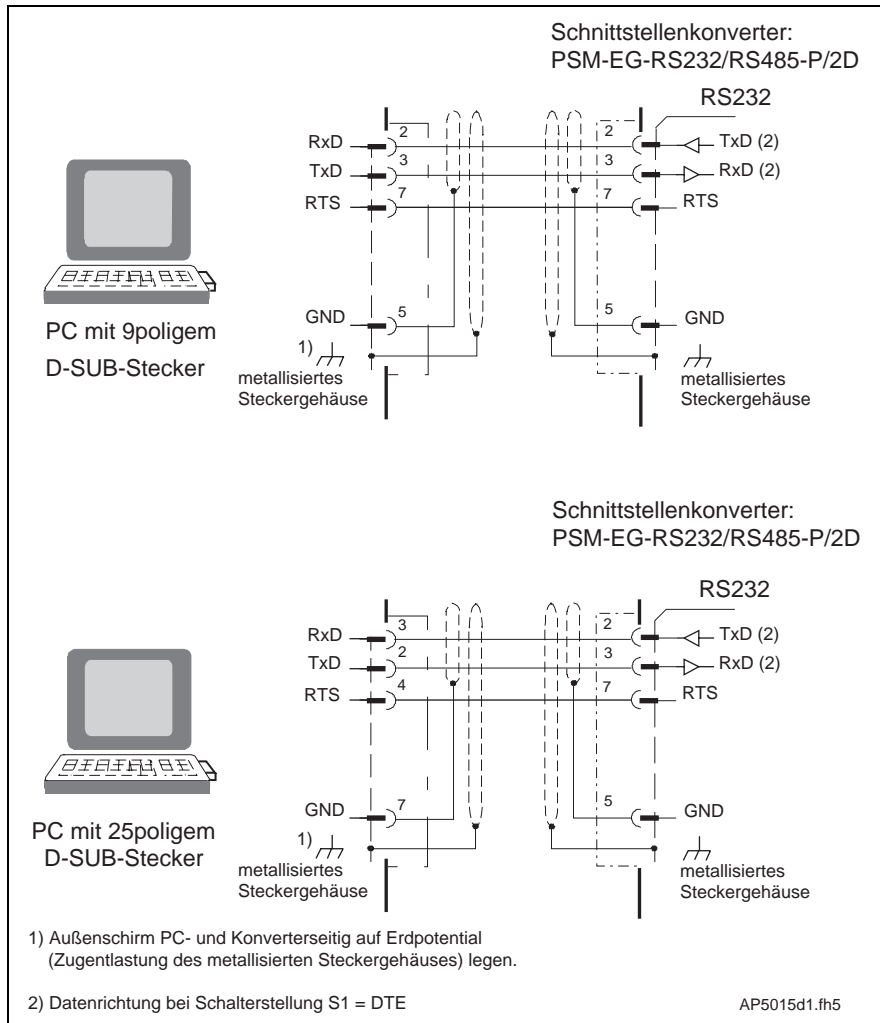 Schnittstellenkonverter:
PSM-EG-RS232/RS485-P/2D
RS232
RxD
2
2
TxD (2)
TxD
3
3
RxD (2)
RTS
7
7
RTS
GND
5
5
GND
1)
metallisiertes
Steckergehäuse
metallisiertes
Steckergehäuse
PC mit 9poligem
D-SUB-Stecker
Schnittstellenkonverter:
PSM-EG-RS232/RS485-P/2D
RS232
RxD
3
2
TxD (2)
TxD
2
3
RxD (2)
RTS
4
7
RTS
GND
7
5
GND
1)
metallisiertes
Steckergehäuse
metallisiertes
Steckergehäuse
PC mit 25poligem
D-SUB-Stecker
1) Außenschirm PC- und Konverterseitig auf Erdpotential
(Zugentlastung des metallisierten Steckergehäuses) legen.
2) Datenrichtung bei Schalterstellung S1 = DTE
AP5015d1.fh5